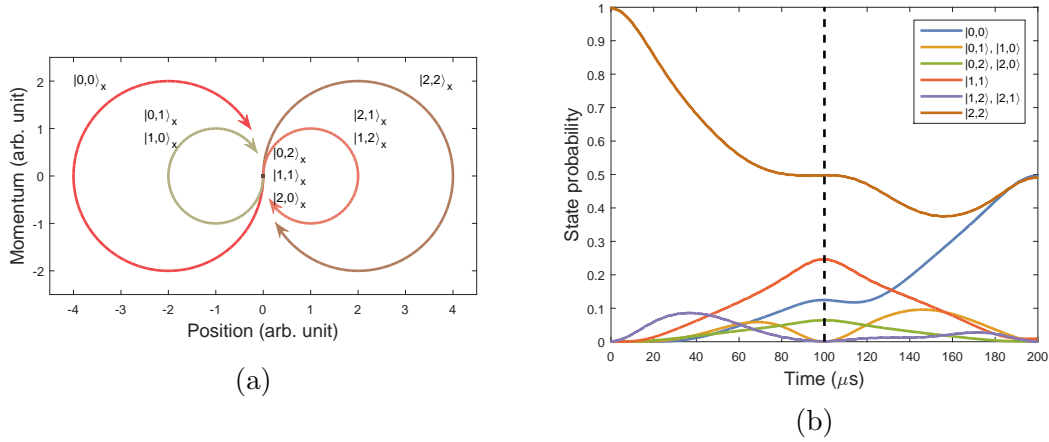 Momentum (arb. unit)
2
1
0
-1
-2
|0,0⟩x
|2,2⟩x
|0,1⟩x
|1,0⟩x
|2,1⟩x
|1,2⟩x
|0,2⟩x
|1,1⟩x
|2,0⟩x
-4 -3 -2 -1 0 1 2 3 4
Position (arb. unit)
(a)
State probability
1
0.9
0.8
0.7
0.6
0.5
0.4
0.3
0.2
0.1
0
|0,0⟩
|0,1⟩, |1,0⟩
|0,2⟩, |2,0⟩
|1,1⟩
|1,2⟩, |2,1⟩
|2,2⟩
0 20 40 60 80 100 120 140 160 180 200
Time (μs)
(b)